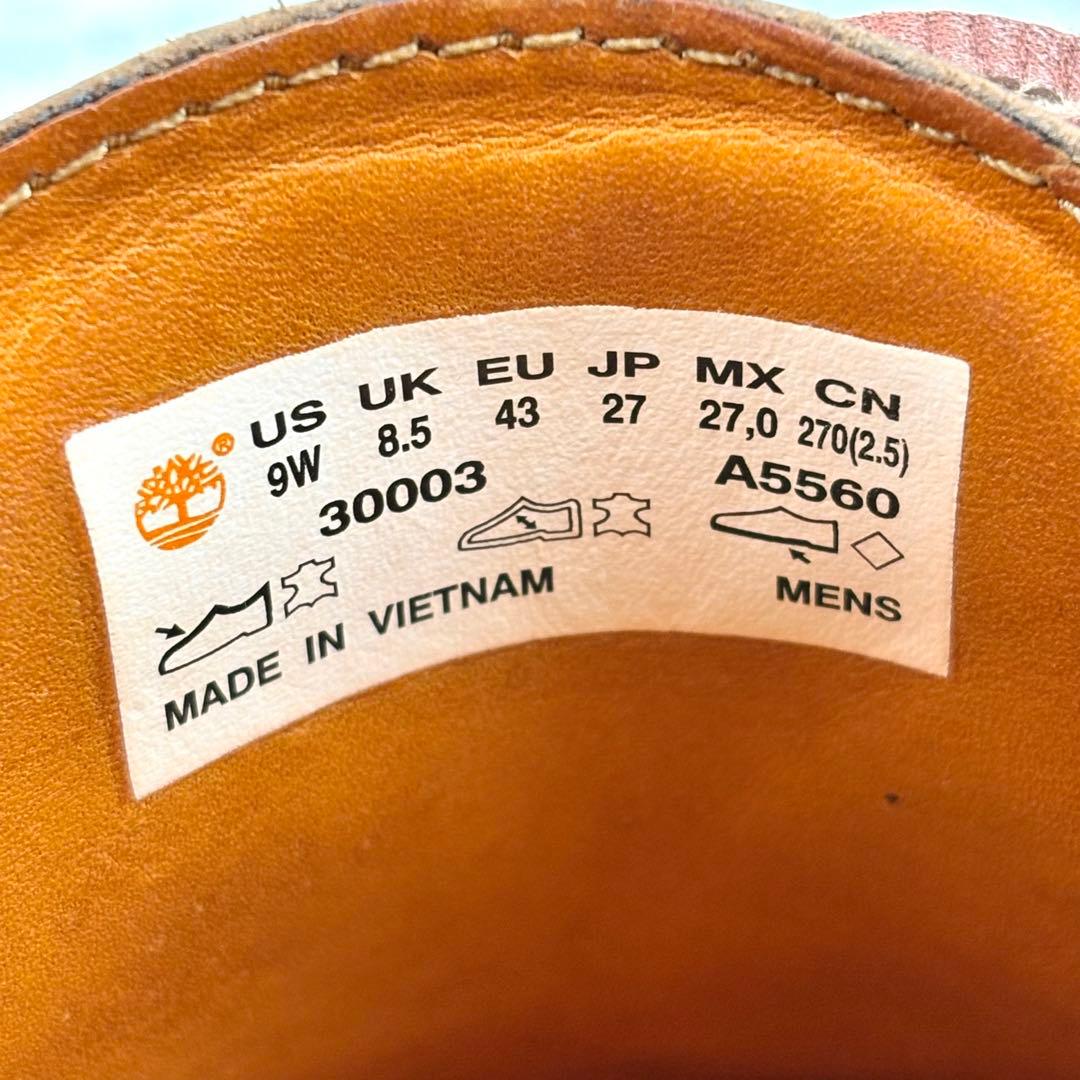 US UK EU JP MX CN
9W 8.5 43 27 27,0 270(2.5)
30003 A5560
MADE IN VIETNAM MENS